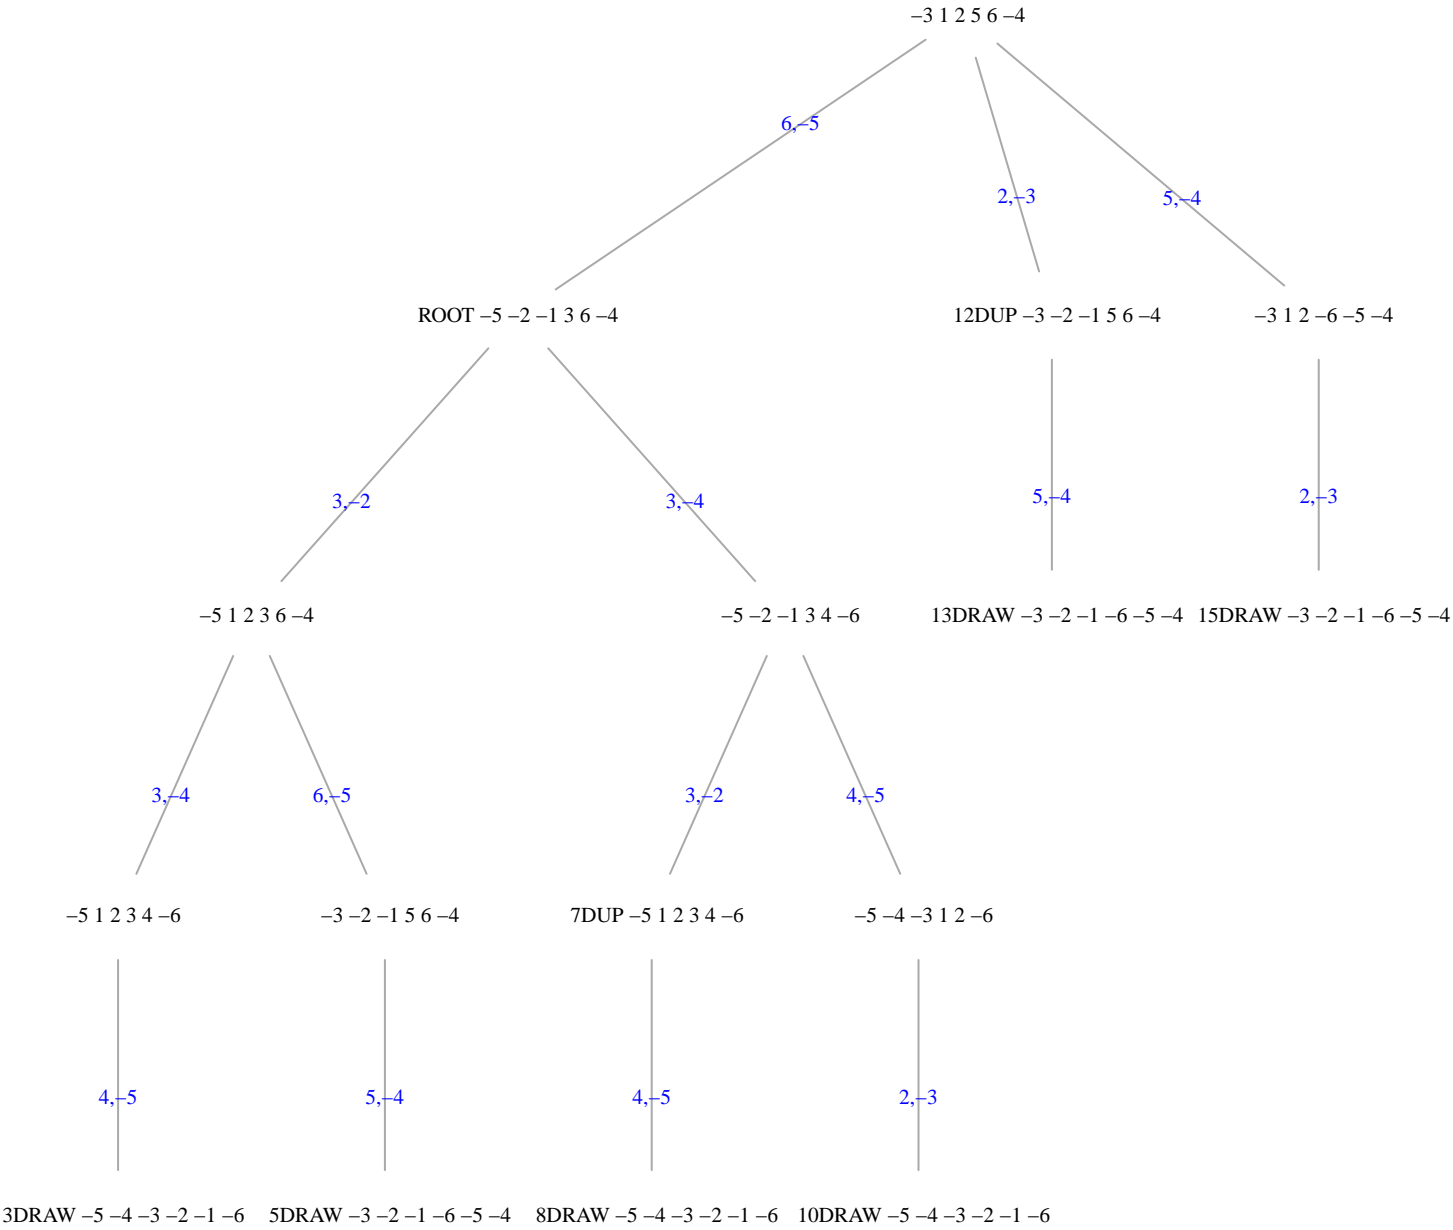 –3 1 2 5 6 –4
6,–5
2,–3
5,–4
ROOT –5 –2 –1 3 6 –4
12DUP –3 –2 –1 5 6 –4
–3 1 2 –6 –5 –4
3,–2
3,–4
5,–4
2,–3
–5 1 2 3 6 –4
–5 –2 –1 3 4 –6
13DRAW –3 –2 –1 –6 –5 –4
15DRAW –3 –2 –1 –6 –5 –4
3,–4
6,–5
3,–2
4,–5
–5 1 2 3 4 –6
–3 –2 –1 5 6 –4
7DUP –5 1 2 3 4 –6
–5 –4 –3 1 2 –6
4,–5
5,–4
4,–5
2,–3
3DRAW –5 –4 –3 –2 –1 –6
5DRAW –3 –2 –1 –6 –5 –4
8DRAW –5 –4 –3 –2 –1 –6
10DRAW –5 –4 –3 –2 –1 –6